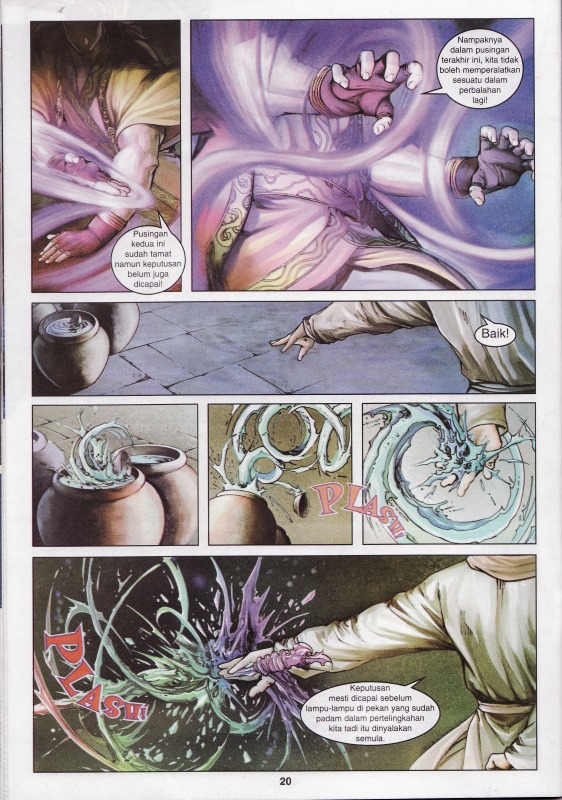 Pusingan
kedua ini
sudah tamat
namun keputusan
belum juga
dicapai!
Nampaknya
dalam pusingan
terakhir ini, kita tidak
boleh memperalatkan
sesuatu dalam
perbalahan
lagi!
Baik!
PLASH!
PLASH!
Keputusan
mesti dicapai sebelum
lampu-lampu di pekan yang sudah
padam dalam pertelingkahan
kita tadi itu dinyalakan
semula.
20